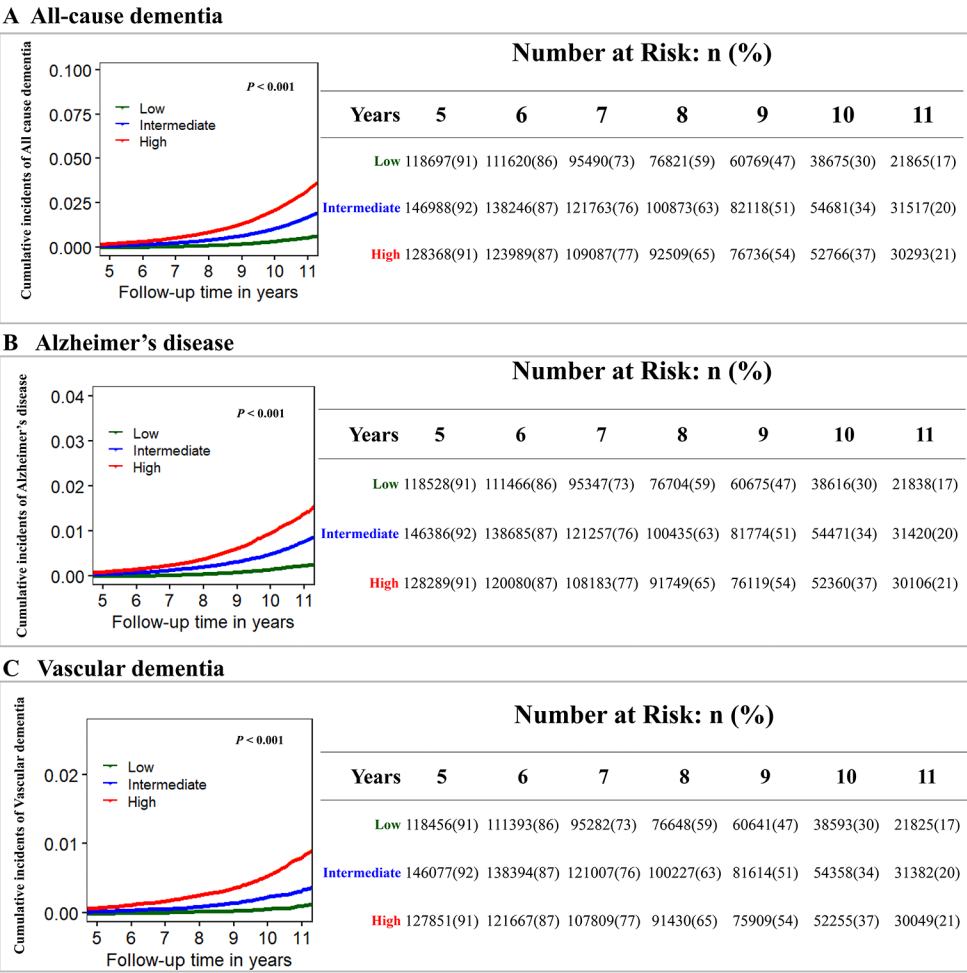 A All-cause dementia
Number at Risk: n (%)
Cumulative incidents of All cause dementia
0.100
0.075
0.050
0.025
0.000
P < 0.001
Low
Intermediate
High
5 6 7 8 9 10 11
Follow-up time in years
Years 5 6 7 8 9 10 11
Low 118697(91) 111620(86) 95490(73) 76821(59) 60769(47) 38675(30) 21865(17)
Intermediate 146988(92) 138246(87) 121763(76) 100873(63) 82118(51) 54681(34) 31517(20)
High 128368(91) 123989(87) 109087(77) 92509(65) 76736(54) 52766(37) 30293(21)
B Alzheimer's disease
Number at Risk: n (%)
Cumulative incidents of Alzheimer's disease
0.04
0.03
0.02
0.01
0.00
P < 0.001
Low
Intermediate
High
5 6 7 8 9 10 11
Follow-up time in years
Years 5 6 7 8 9 10 11
Low 118528(91) 111466(86) 95347(73) 76704(59) 60675(47) 38616(30) 21838(17)
Intermediate 146386(92) 138685(87) 121257(76) 100435(63) 81774(51) 54471(34) 31420(20)
High 128289(91) 120080(87) 108183(77) 91749(65) 76119(54) 52360(37) 30106(21)
C Vascular dementia
Number at Risk: n (%)
Cumulative incidents of Vascular dementia
0.02
0.01
0.00
P < 0.001
Low
Intermediate
High
5 6 7 8 9 10 11
Follow-up time in years
Years 5 6 7 8 9 10 11
Low 118456(91) 111393(86) 95282(73) 76648(59) 60641(47) 38593(30) 21825(17)
Intermediate 146077(92) 138394(87) 121007(76) 100227(63) 81614(51) 54358(34) 31382(20)
High 127851(91) 121667(87) 107809(77) 91430(65) 75909(54) 52255(37) 30049(21)